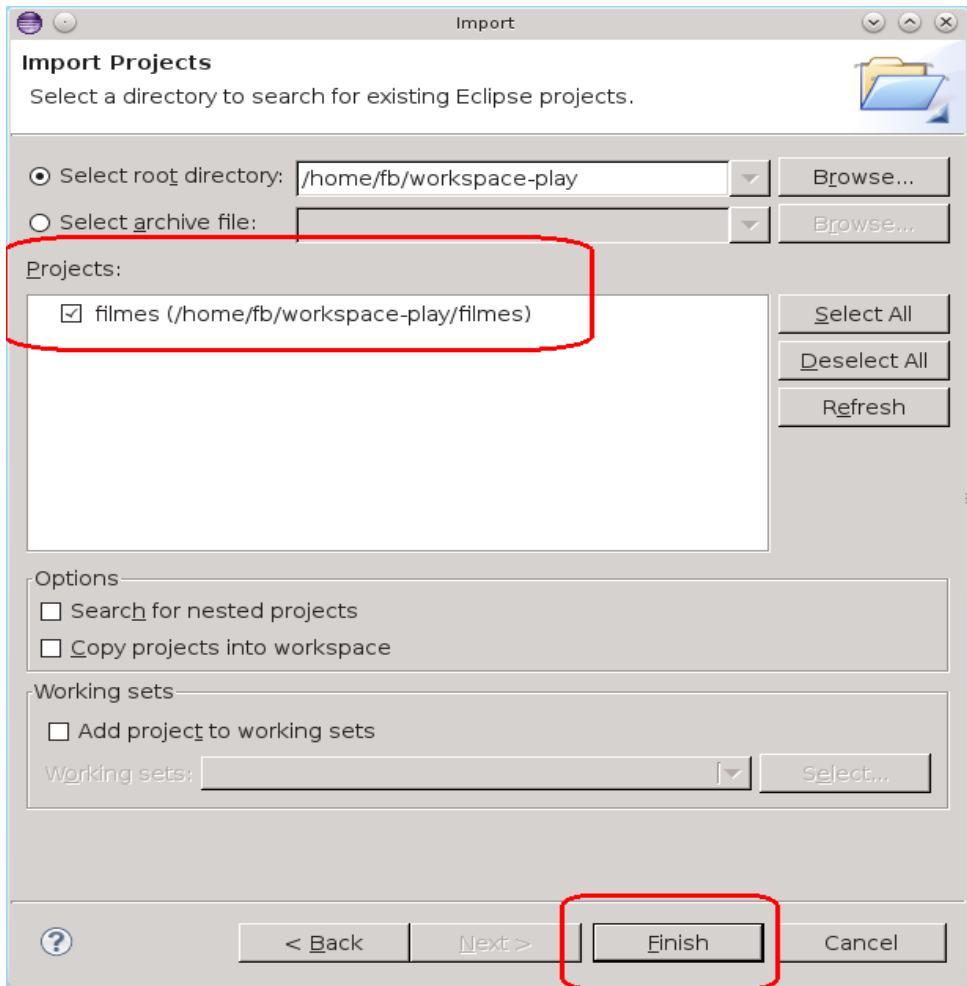 Import
Import Projects
Select a directory to search for existing Eclipse projects.
Select root directory: /home/fb/workspace-play Browse...
Select archive file: Browse...
Projects:
filmes (/home/fb/workspace-play/filmes)
Select All
Deselect All
Refresh
Options
Search for nested projects
Copy projects into workspace
Working sets
Add project to working sets
Working sets: Select...
? < Back Next > Finish Cancel